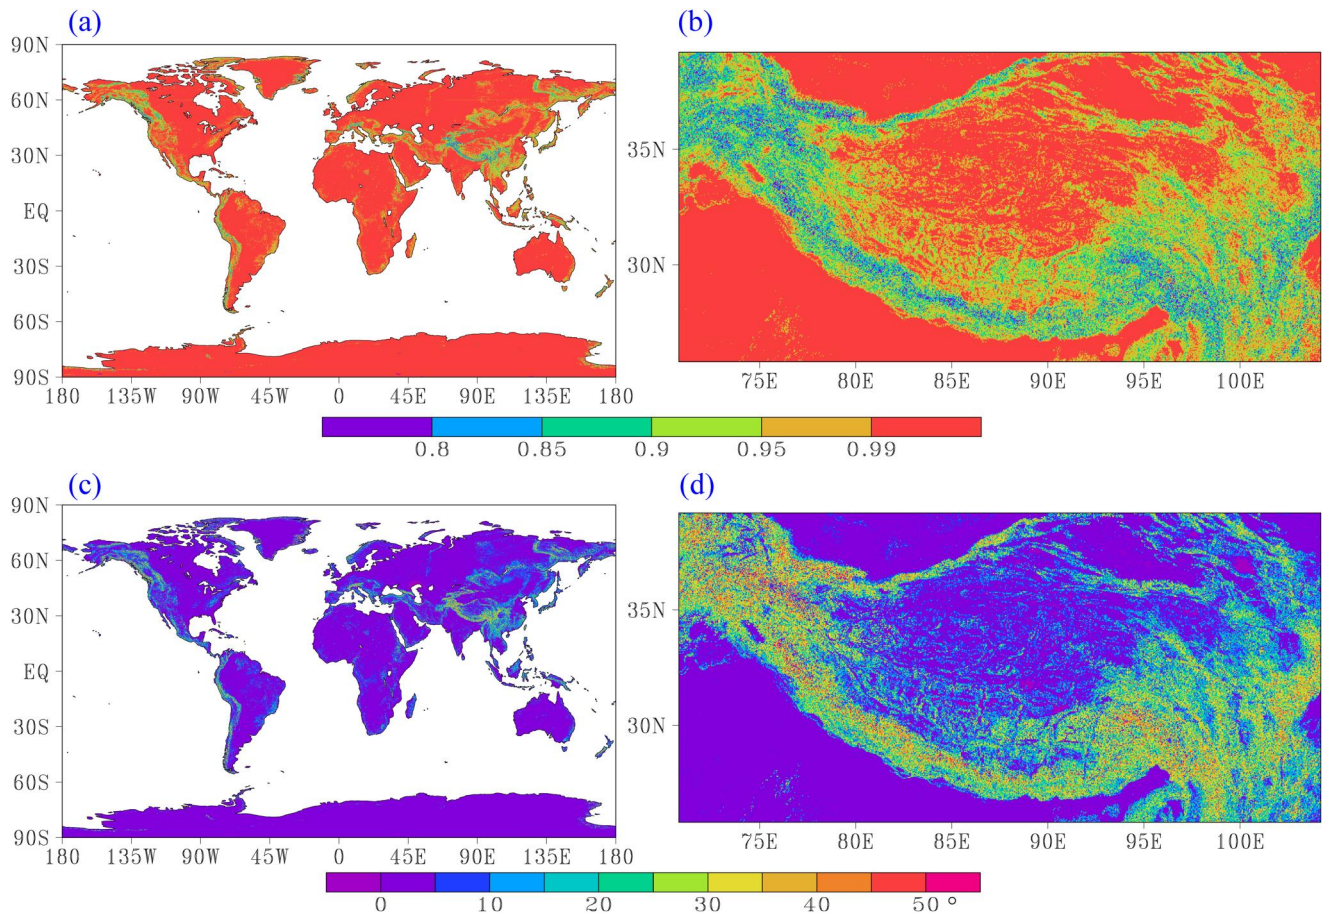 (a)
(b)
90N
60N
30N
EQ
30S
60S
90S
180 135W 90W 45W 0 45E 90E 135E 180
35N
30N
75E 80E 85E 90E 95E 100E
0.8 0.85 0.9 0.95 0.99
(c)
(d)
90N
60N
30N
EQ
30S
60S
90S
180 135W 90W 45W 0 45E 90E 135E 180
35N
30N
75E 80E 85E 90E 95E 100E
0 10 20 30 40 50°